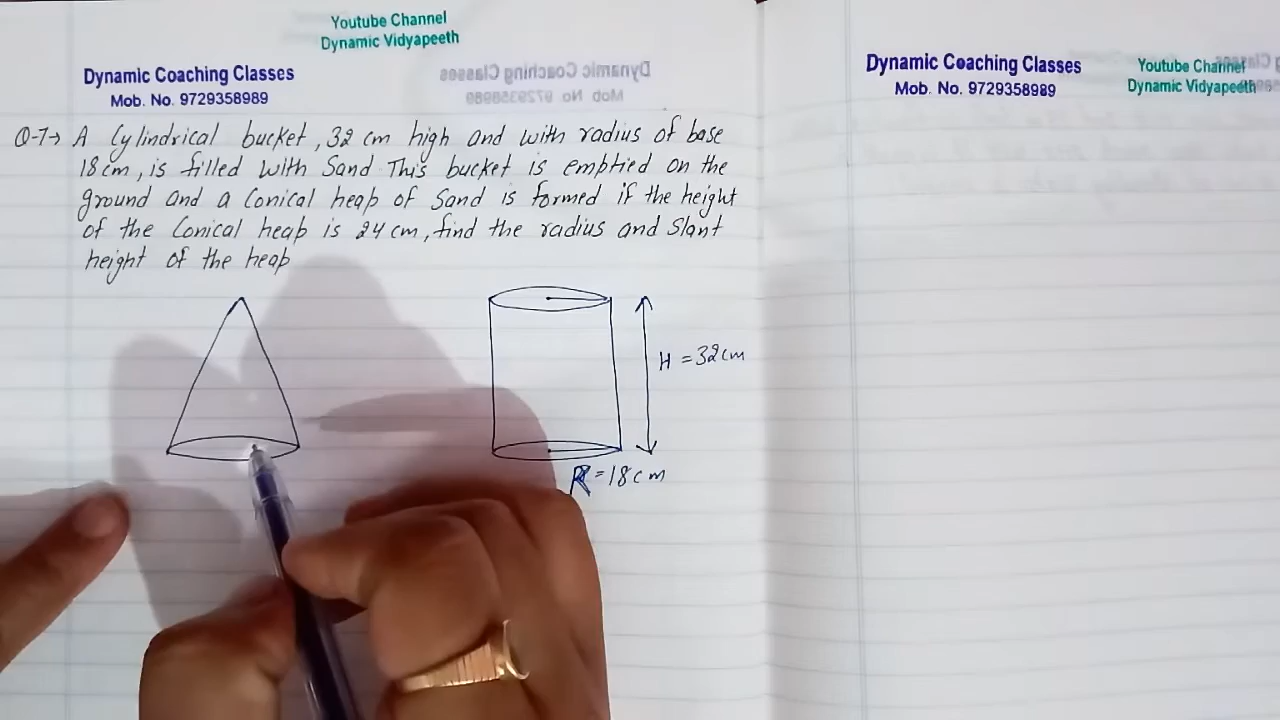 Youtube Channel
Dynamic Vidyapeeth
Dynamic Coaching Classes
Mob. No. 9729358989
Q-7→ A Cylindrical bucket, 32 cm high and with radius of base
18 cm, is filled with Sand. This bucket is emptied on the
ground and a Conical heap of Sand is formed if the height
of the Conical heap is 24 cm, find the radius and Slant
height of the heap
H = 32 cm
R = 18 cm
Dynamic Coaching Classes
Mob. No. 9729358989
Youtube Channel
Dynamic Vidyapeeth